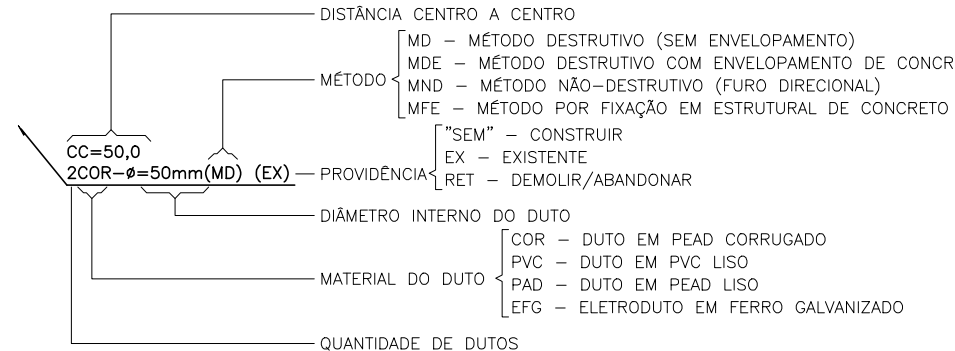 DISTÂNCIA CENTRO A CENTRO
MÉTODO
MD – MÉTODO DESTRUTIVO (SEM ENVELOPAMENTO)
MDE – MÉTODO DESTRUTIVO COM ENVELOPAMENTO DE CONCR
MND – MÉTODO NÃO–DESTRUTIVO (FURO DIRECIONAL)
MFE – MÉTODO POR FIXAÇÃO EM ESTRUTURAL DE CONCRETO
CC=50,0
2COR–ø=50mm(MD) (EX)
PROVIDÊNCIA
"SEM" – CONSTRUIR
EX – EXISTENTE
RET – DEMOLIR/ABANDONAR
DIÂMETRO INTERNO DO DUTO
MATERIAL DO DUTO
COR – DUTO EM PEAD CORRUGADO
PVC – DUTO EM PVC LISO
PAD – DUTO EM PEAD LISO
EFG – ELETRODUTO EM FERRO GALVANIZADO
QUANTIDADE DE DUTOS